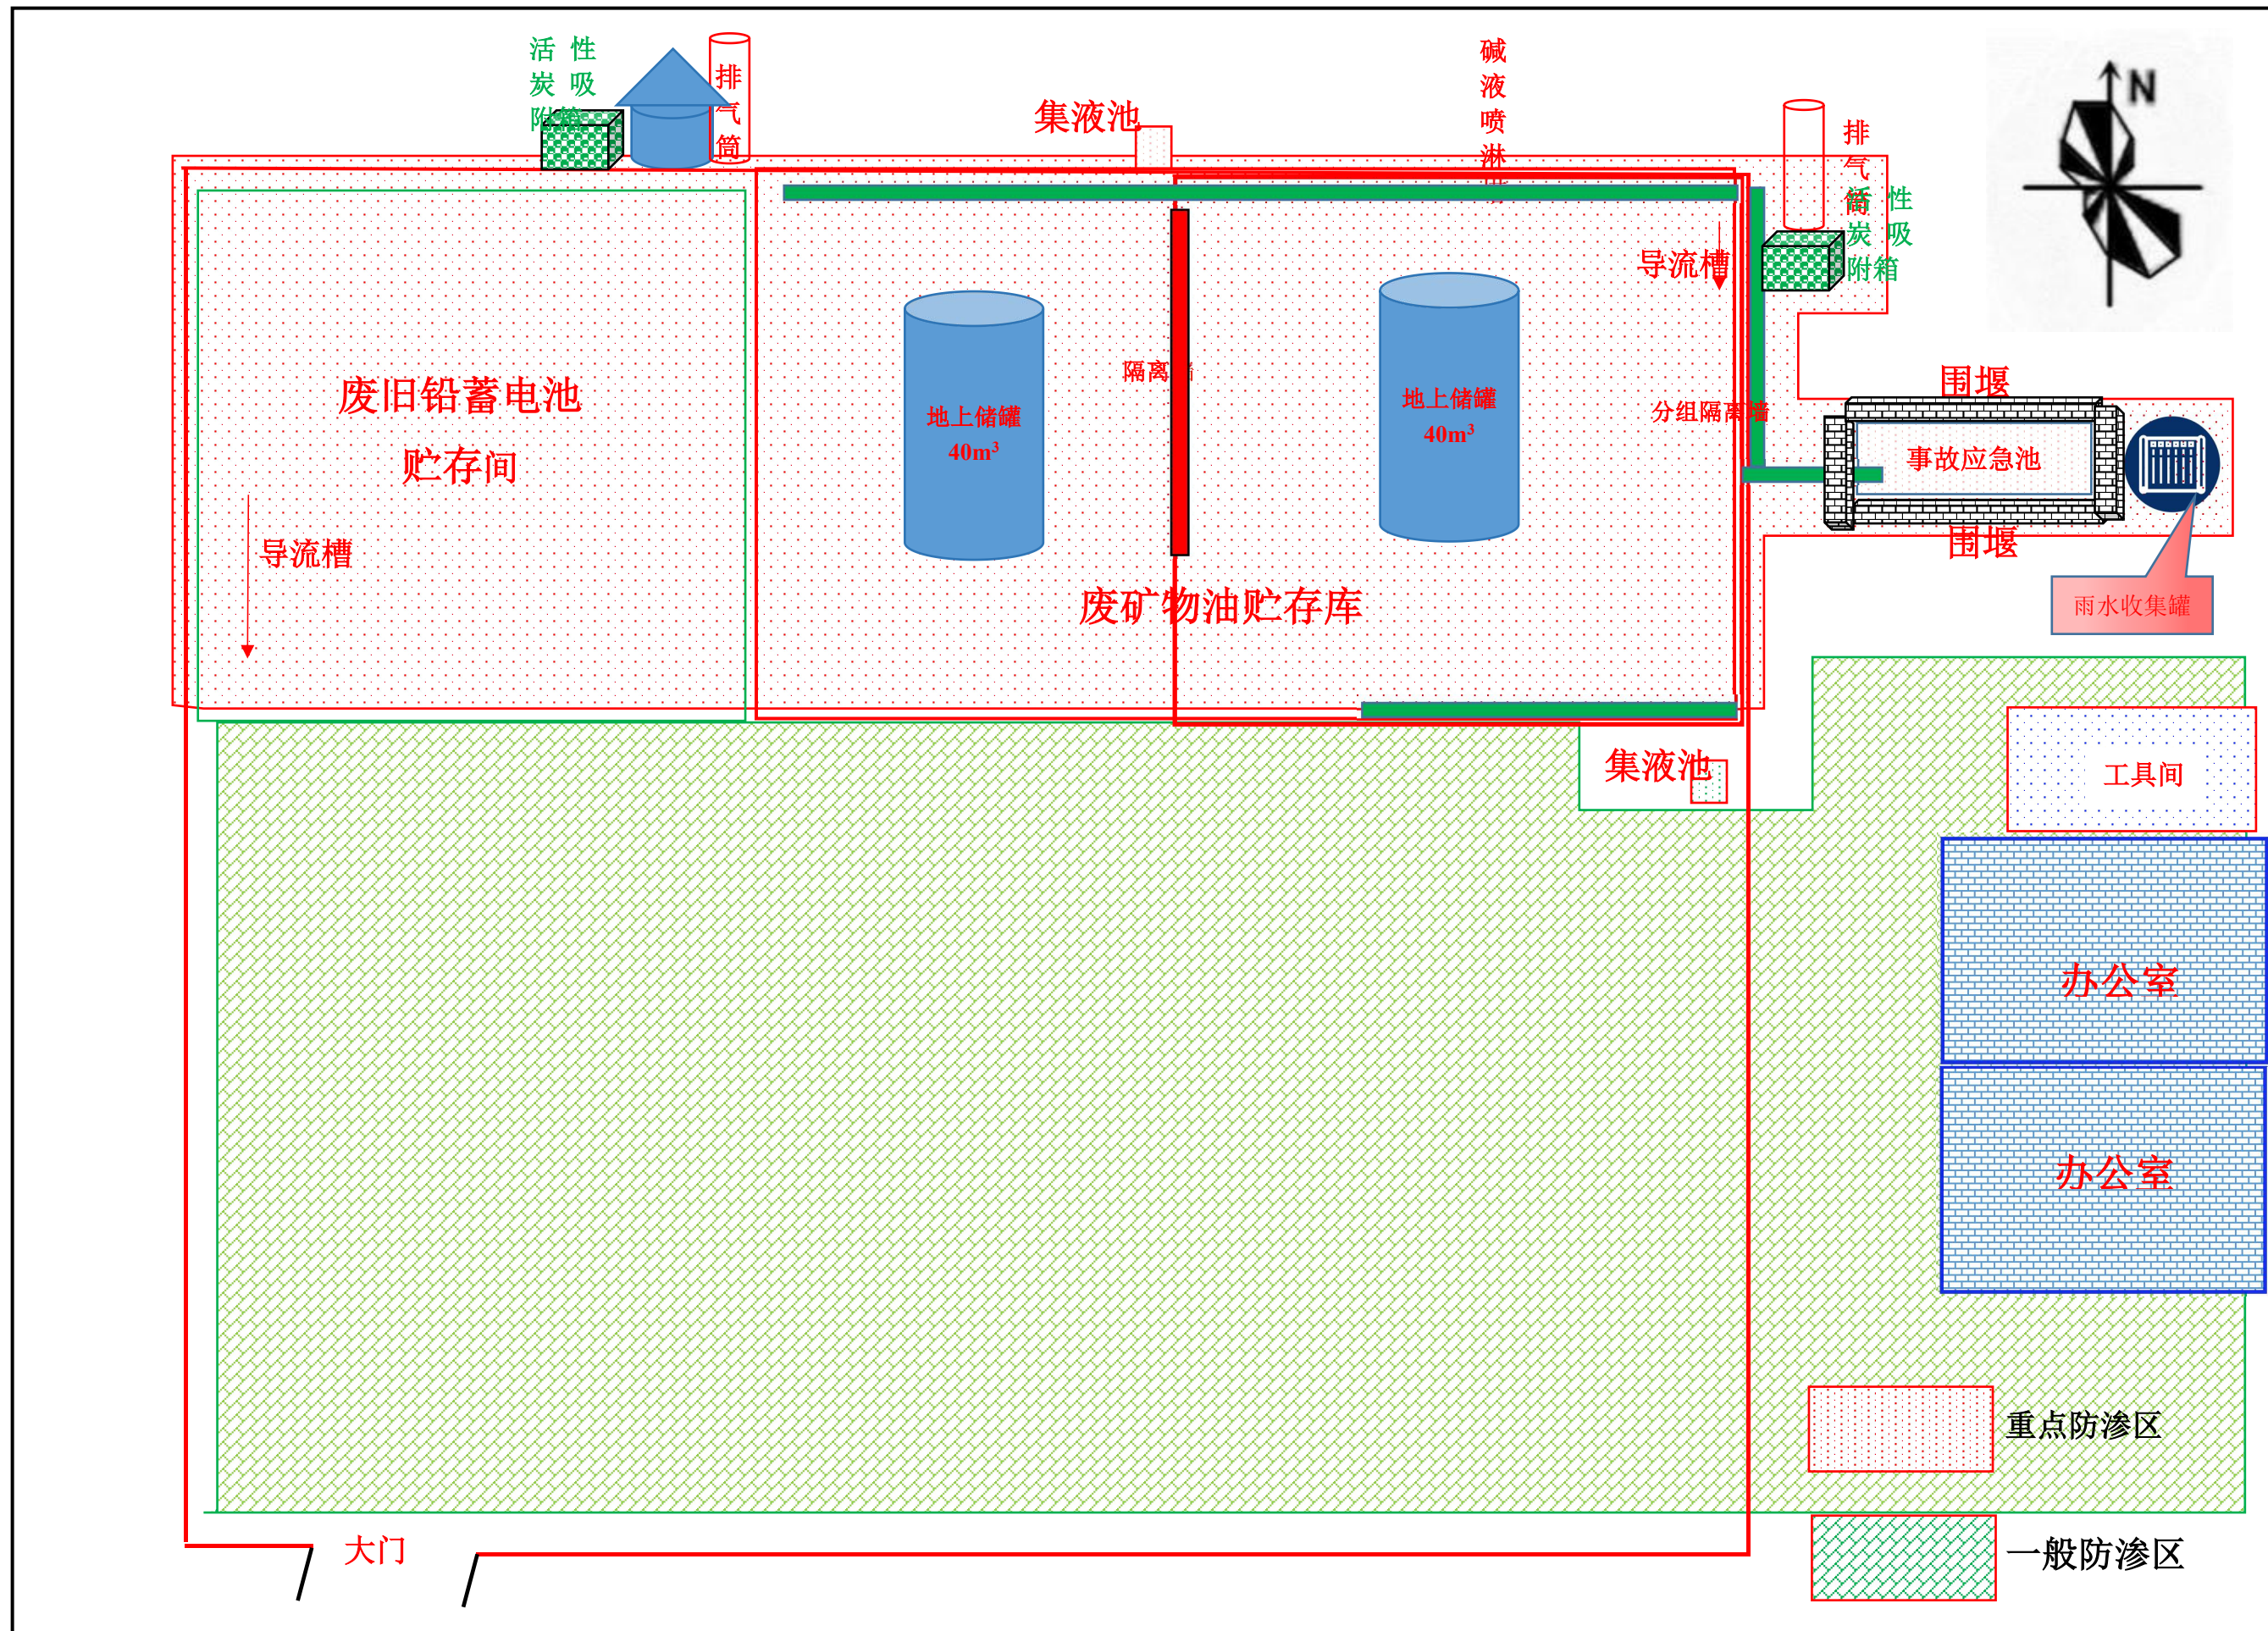 活 性
炭 吸
附箱
排
气
筒
集液池
碱
液
喷
淋
排
气
筒
活 性
炭 吸
附箱
N
导流槽
隔离
地上储罐
40m³
地上储罐
40m³
分组隔离墙
废旧铅蓄电池
贮存间
导流槽
废矿物油贮存库
围堰
事故应急池
围堰
雨水收集罐
集液池
工具间
办公室
办公室
重点防渗区
一般防渗区
大门